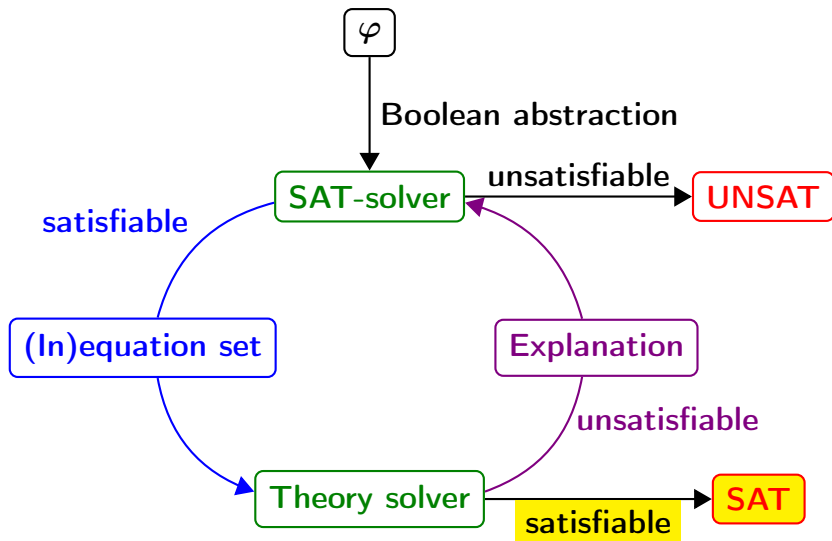 φ
Boolean abstraction
SAT-solver
unsatisfiable
UNSAT
satisfiable
(In)equation set
Explanation
unsatisfiable
Theory solver
satisfiable
SAT